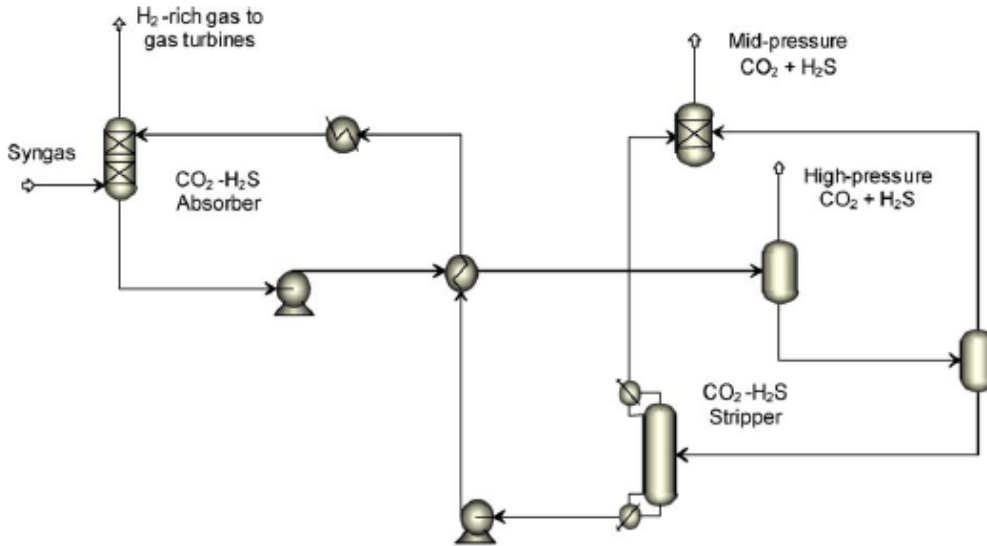 H₂-rich gas to
gas turbines
Syngas
CO₂-H₂S
Absorber
Mid-pressure
CO₂ + H₂S
High-pressure
CO₂ + H₂S
CO₂-H₂S
Stripper